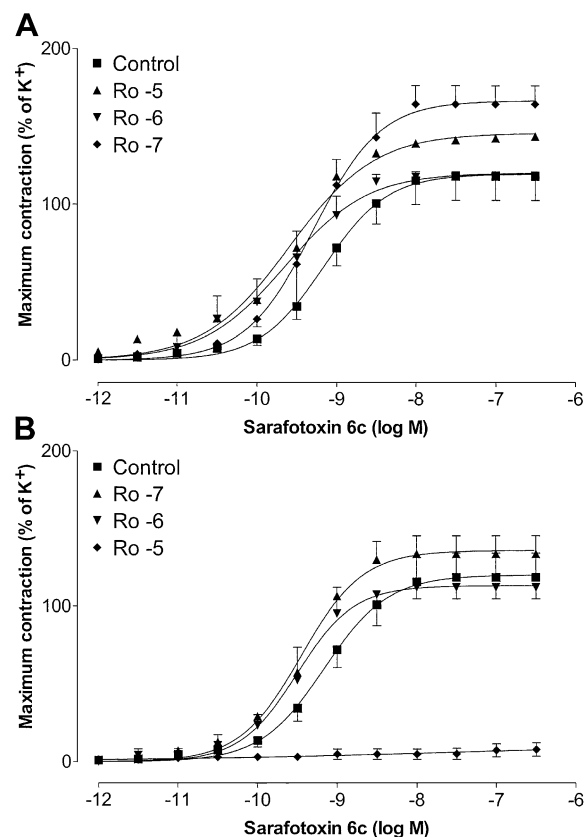 A
Maximum contraction (% of K+)
200
100
0
Control
Ro -5
Ro -6
Ro -7
-12 -11 -10 -9 -8 -7 -6
Sarafotoxin 6c (log M)
B
Maximum contraction (% of K+)
200
100
0
Control
Ro -7
Ro -6
Ro -5
-12 -11 -10 -9 -8 -7 -6
Sarafotoxin 6c (log M)